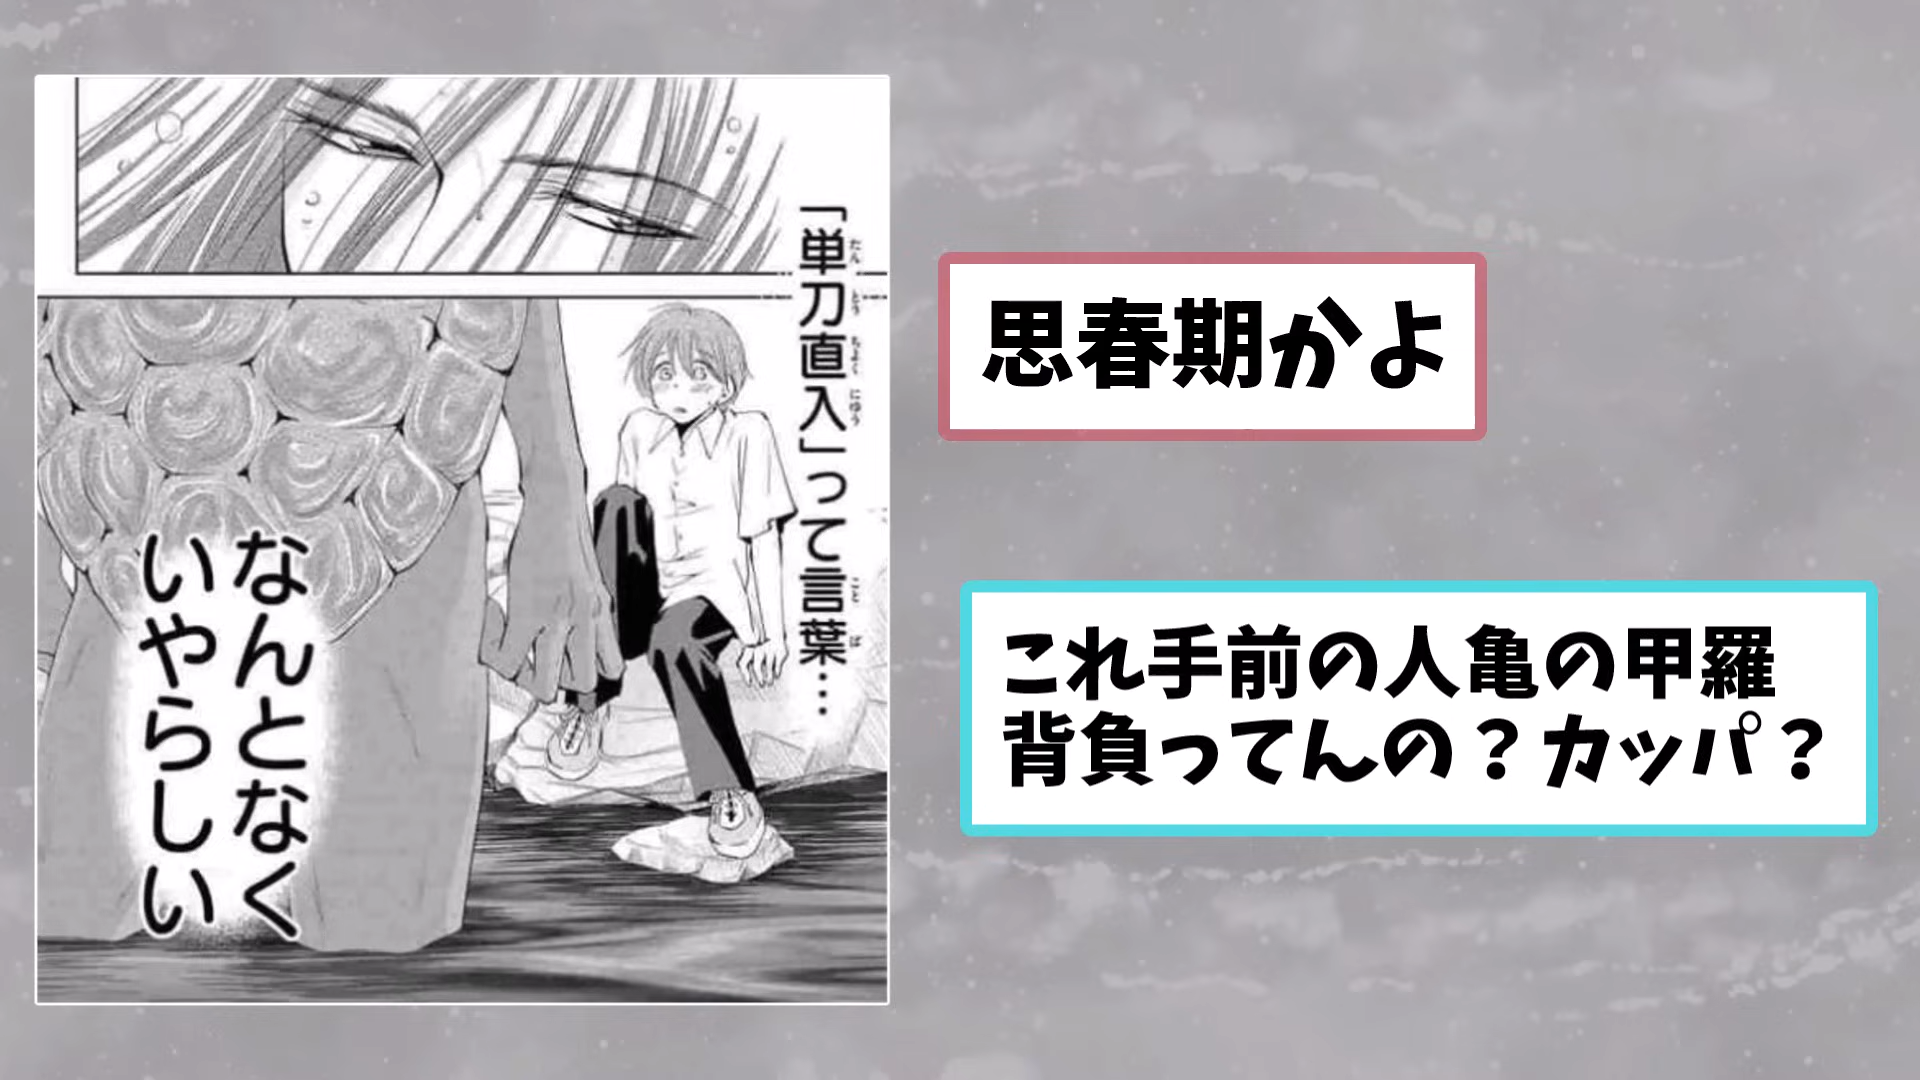 「単刀直入」って言葉…
なんとなく
いやらしい
思春期かよ
これ手前の人亀の甲羅
背負ってんの？カッパ？